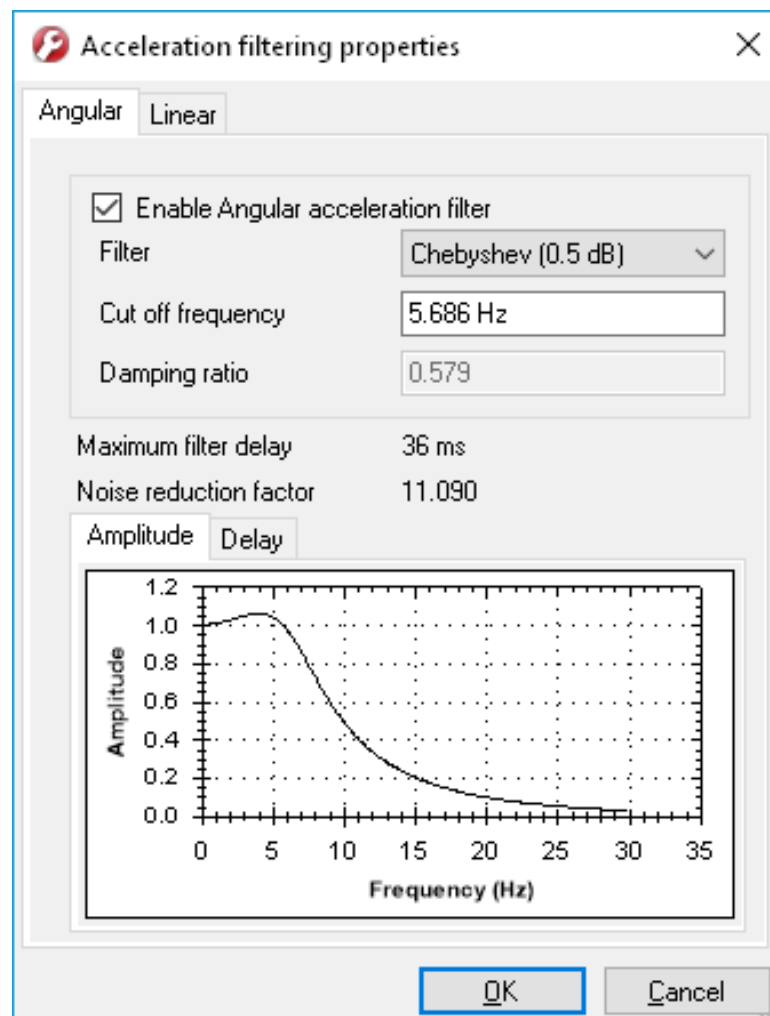 Acceleration filtering properties
Angular Linear
Enable Angular acceleration filter
Filter Chebyshev (0.5 dB)
Cut off frequency 5.686 Hz
Damping ratio 0.579
Maximum filter delay 36 ms
Noise reduction factor 11.090
Amplitude Delay
1.2
1.0
0.8
0.6
0.4
0.2
0.0
Amplitude
0 5 10 15 20 25 30 35
Frequency (Hz)
OK Cancel